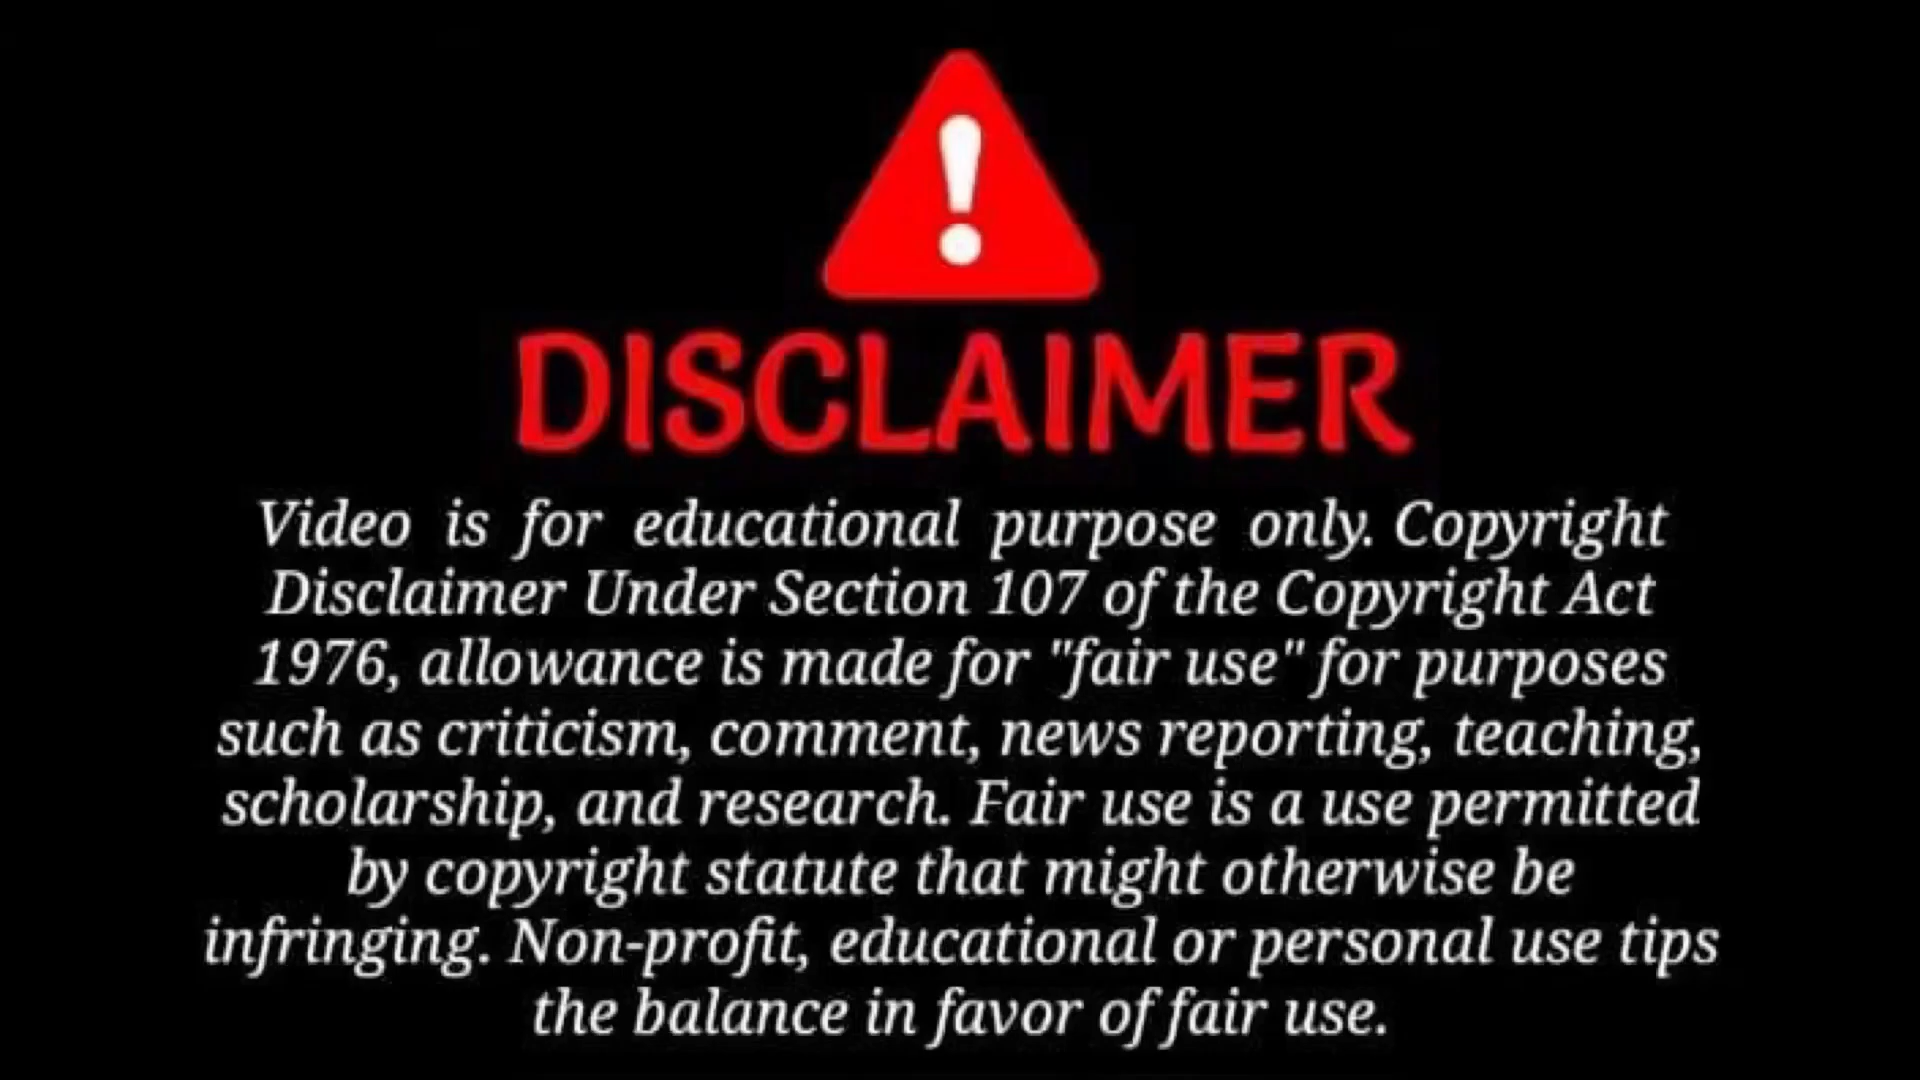 DISCLAIMER
Video is for educational purpose only. Copyright
Disclaimer Under Section 107 of the Copyright Act
1976, allowance is made for "fair use" for purposes
such as criticism, comment, news reporting, teaching,
scholarship, and research. Fair use is a use permitted
by copyright statute that might otherwise be
infringing. Non-profit, educational or personal use tips
the balance in favor of fair use.